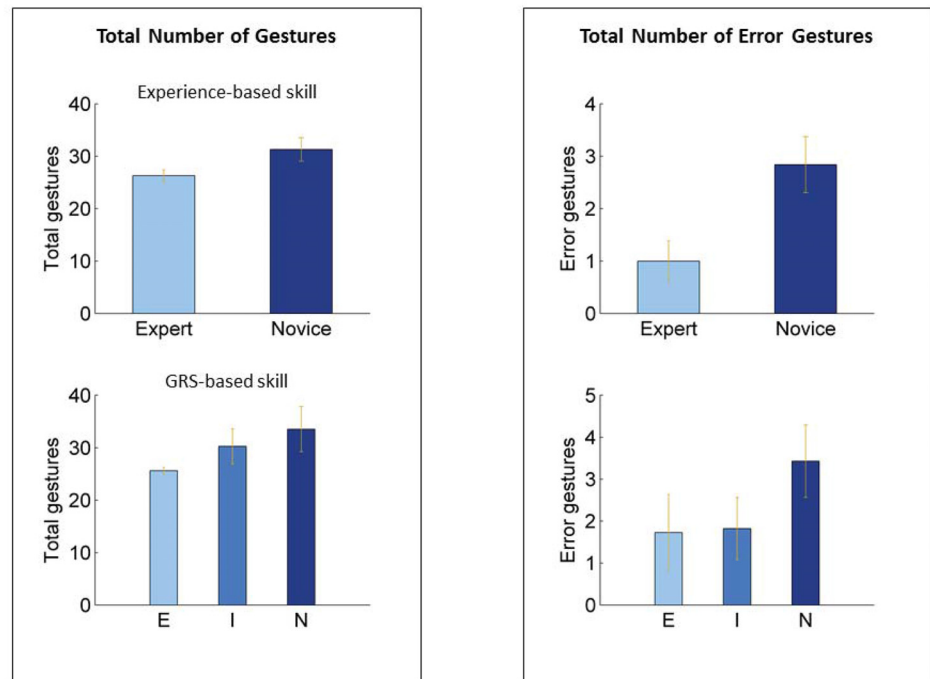 Total Number of Gestures
Experience-based skill
Total gestures
40
30
20
10
0
Expert Novice
GRS-based skill
Total gestures
40
30
20
10
0
E I N
Total Number of Error Gestures
Error gestures
4
3
2
1
0
Expert Novice
Error gestures
5
4
3
2
1
0
E I N